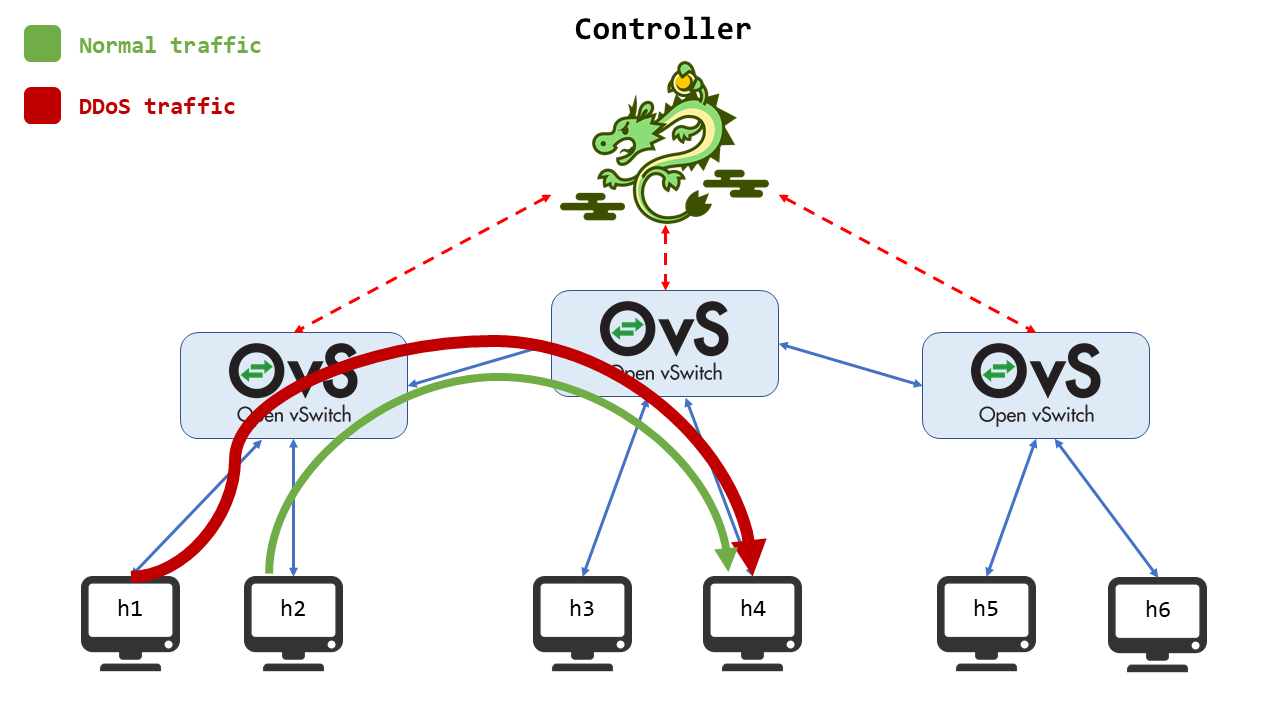 Controller
Normal traffic
DDoS traffic
OvS
Open vSwitch
OvS
Open vSwitch
OvS
Open vSwitch
h1
h2
h3
h4
h5
h6